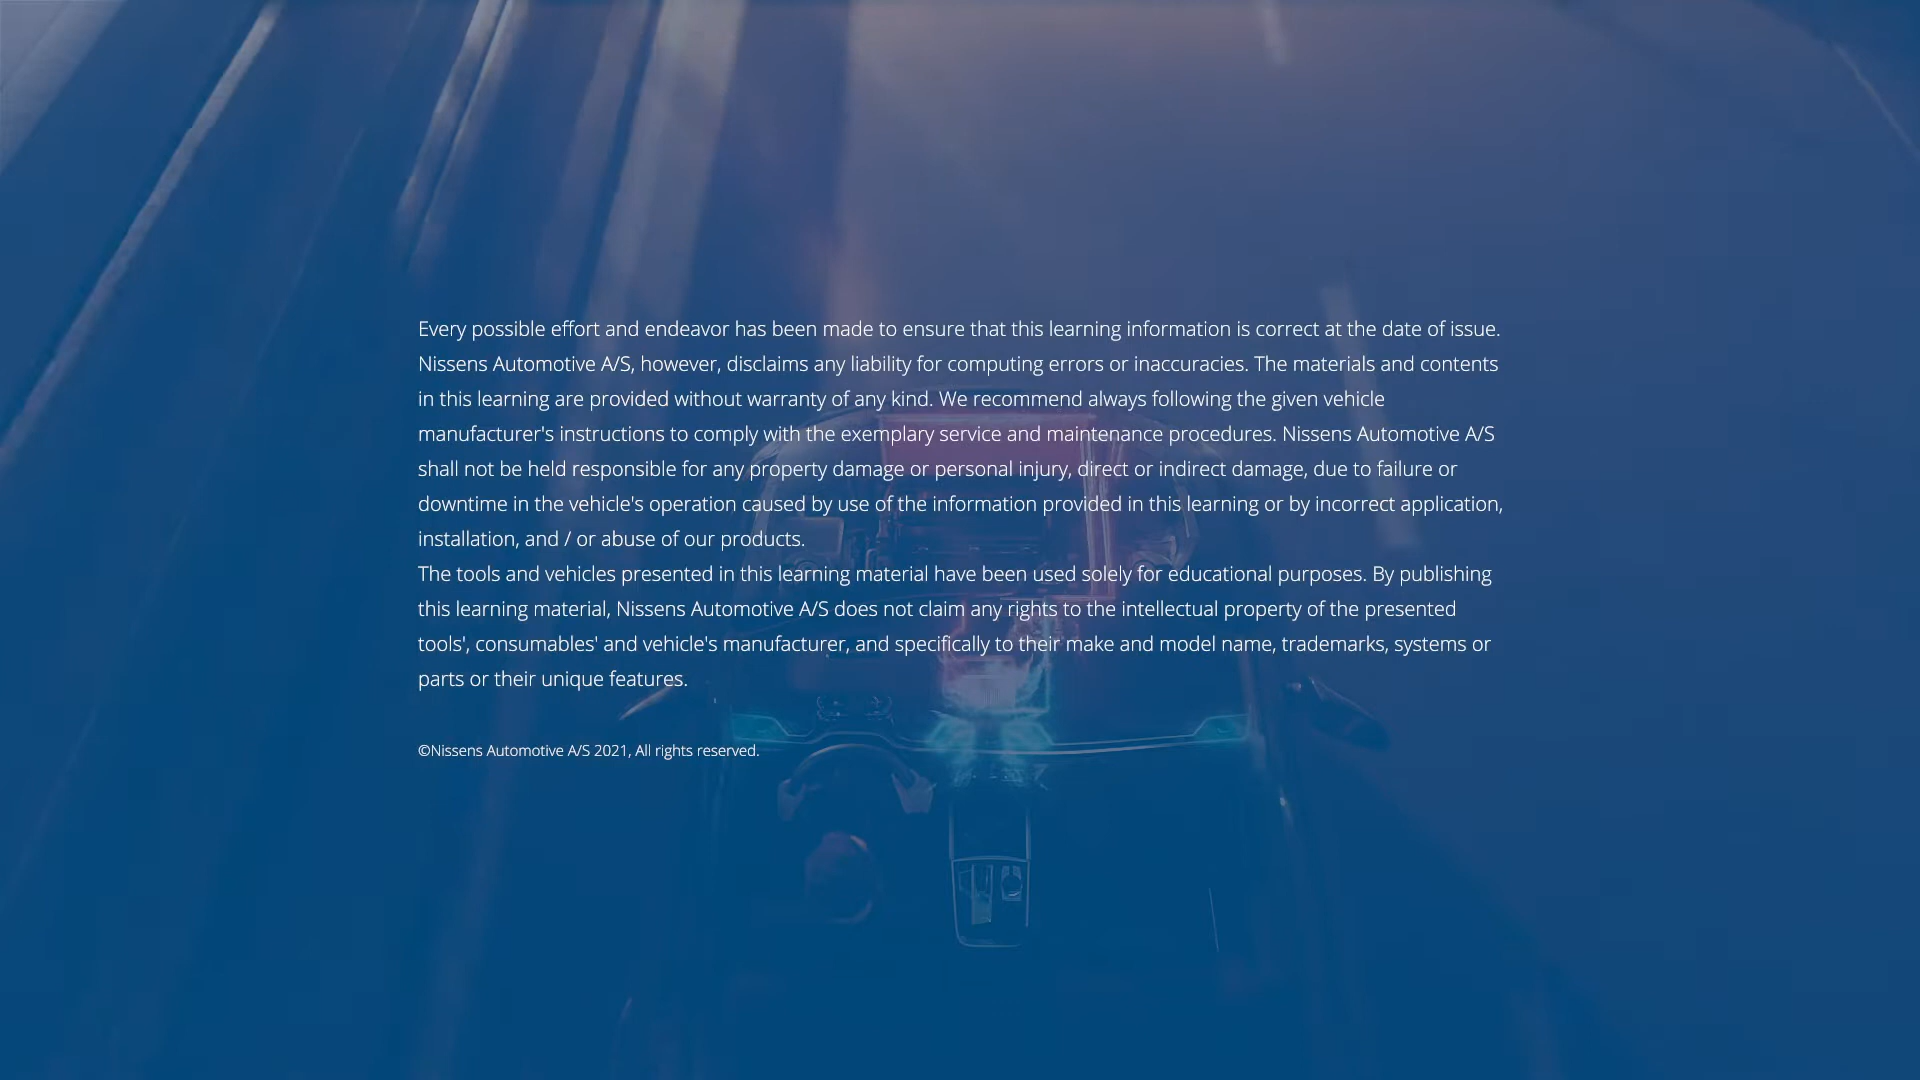 Every possible effort and endeavor has been made to ensure that this learning information is correct at the date of issue.
Nissens Automotive A/S, however, disclaims any liability for computing errors or inaccuracies. The materials and contents
in this learning are provided without warranty of any kind. We recommend always following the given vehicle
manufacturer's instructions to comply with the exemplary service and maintenance procedures. Nissens Automotive A/S
shall not be held responsible for any property damage or personal injury, direct or indirect damage, due to failure or
downtime in the vehicle's operation caused by use of the information provided in this learning or by incorrect application,
installation, and / or abuse of our products.
The tools and vehicles presented in this learning material have been used solely for educational purposes. By publishing
this learning material, Nissens Automotive A/S does not claim any rights to the intellectual property of the presented
tools', consumables' and vehicle's manufacturer, and specifically to their make and model name, trademarks, systems or
parts or their unique features.
©Nissens Automotive A/S 2021, All rights reserved.